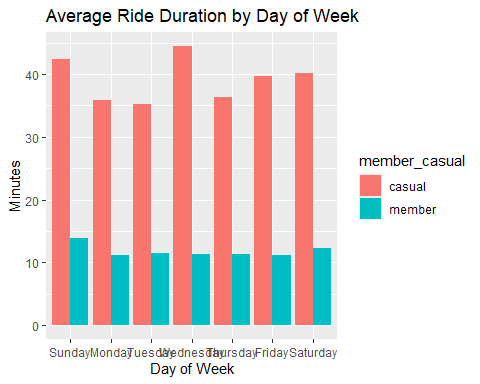 Average Ride Duration by Day of Week
Minutes
40
30
20
10
0
Sunday Monday Tuesday Wednesday Thursday Friday Saturday
Day of Week
member_casual
casual
member